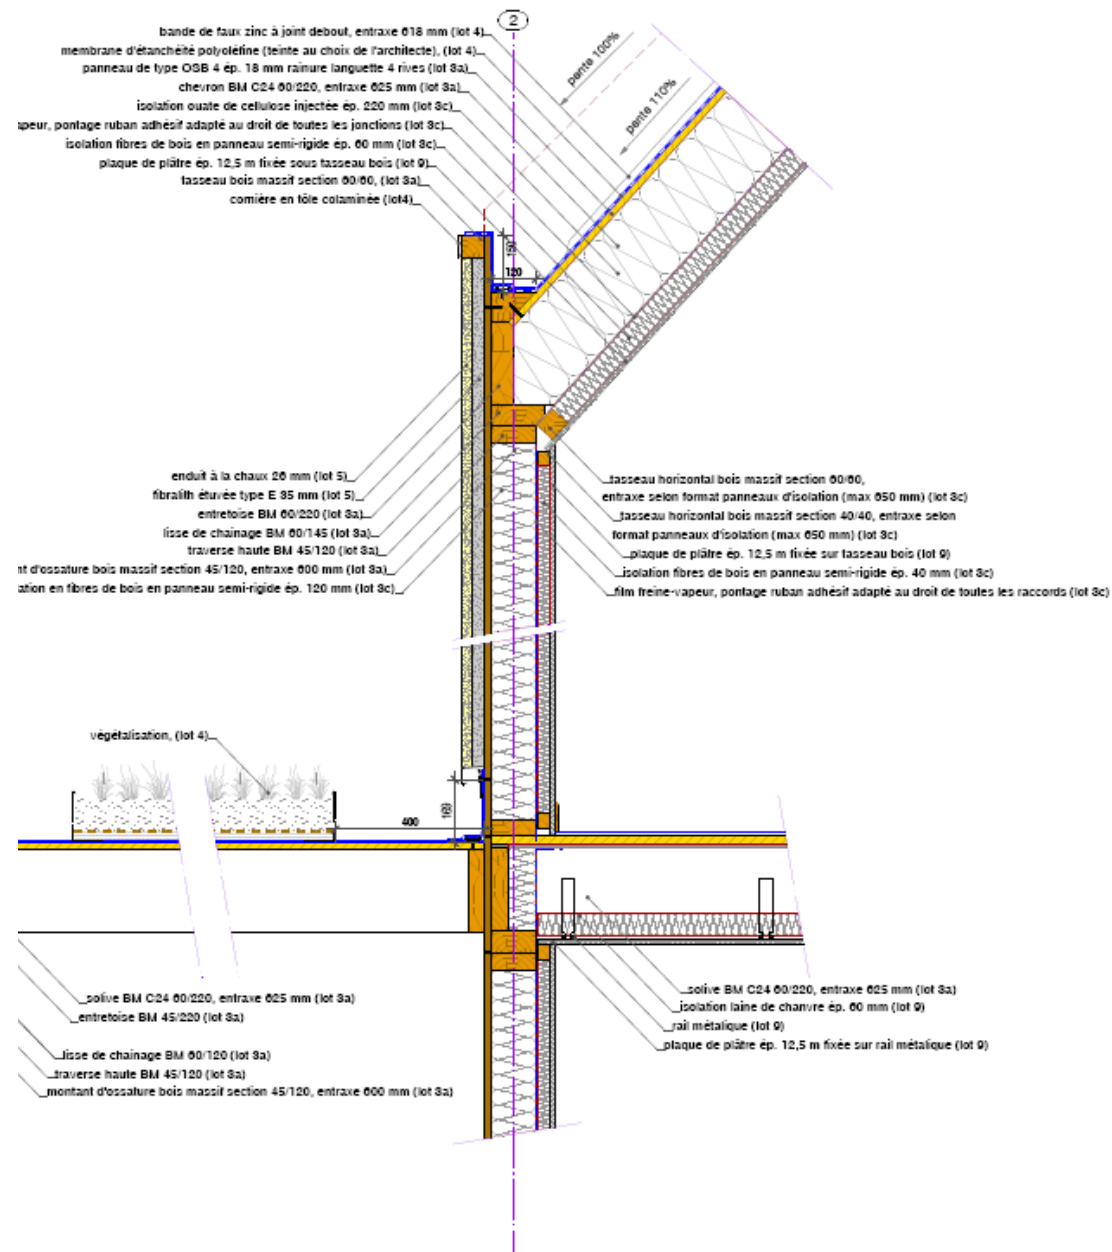 2
bande de faux zinc à joint debout, entraxe 618 mm (lot 4)
membrane d'étanchéité polyoléfine (teinte au choix de l'architecte), (lot 4)
panneau de type OSB 4 ép. 18 mm rainure languette 4 rives (lot 3a)
chevron BM C24 60/220, entraxe 625 mm (lot 3a)
isolation ouate de cellulose injectée ép. 220 mm (lot 3c)
apeur, pontage ruban adhésif adapté au droit de toutes les jonctions (lot 3c)
isolation fibres de bois en panneau semi-rigide ép. 60 mm (lot 3c)
plaque de plâtre ép. 12,5 m fixée sous tasseau bois (lot 9)
tasseau bois massif section 60/60, (lot 3a)
cornière en tôle colaminée (lot4)
pente 100%
pente 110%
150
120
enduit à la chaux 26 mm (lot 5)
fibralith étuvée type E 35 mm (lot 5)
entretoise BM 60/220 (lot 3a)
lisse de chainage BM 60/145 (lot 3a)
traverse haute BM 45/120 (lot 3a)
nt d'ossature bois massif section 45/120, entraxe 600 mm (lot 3a)
lation en fibres de bois en panneau semi-rigide ép. 120 mm (lot 3c)
tasseau horizontal bois massif section 60/60,
entraxe selon format panneaux d'isolation (max 650 mm) (lot 3c)
tasseau horizontal bois massif section 40/40, entraxe selon
format panneaux d'isolation (max 650 mm) (lot 3c)
plaque de plâtre ép. 12,5 m fixée sur tasseau bois (lot 9)
isolation fibres de bois en panneau semi-rigide ép. 40 mm (lot 3c)
film freine-vapeur, pontage ruban adhésif adapté au droit de toutes les raccords (lot 3c)
végétalisation, (lot 4)
400
163
solive BM C24 60/220, entraxe 625 mm (lot 3a)
entretoise BM 45/220 (lot 3a)
lisse de chainage BM 60/120 (lot 3a)
traverse haute BM 45/120 (lot 3a)
montant d'ossature bois massif section 45/120, entraxe 600 mm (lot 3a)
solive BM C24 60/220, entraxe 625 mm (lot 3a)
isolation laine de chanvre ép. 60 mm (lot 9)
rail métalique (lot 9)
plaque de plâtre ép. 12,5 m fixée sur rail métalique (lot 9)